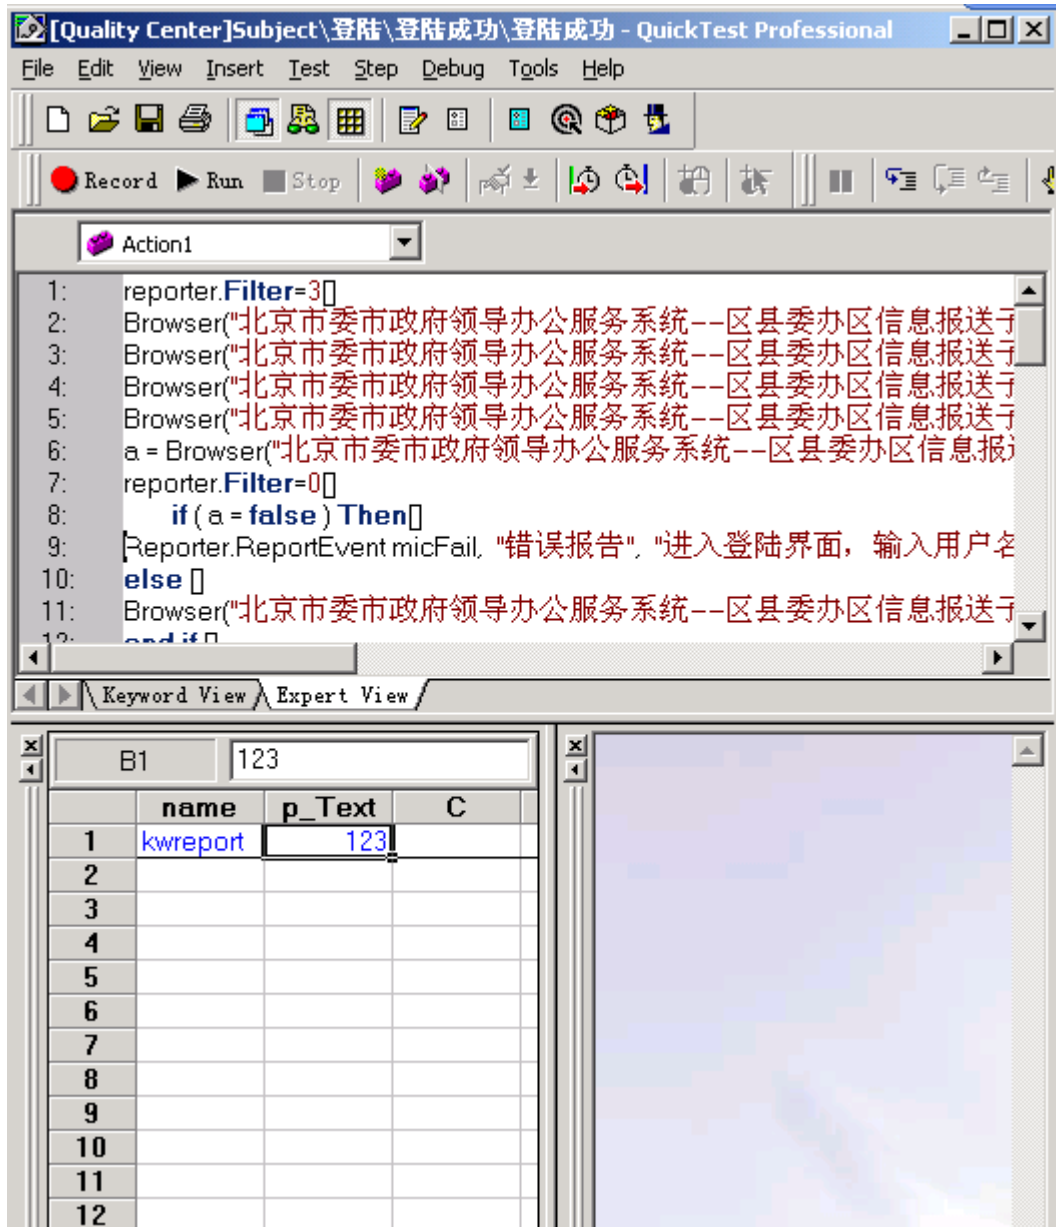 [Quality Center]Subject\登陆\登陆成功\登陆成功 - QuickTest Professional
File Edit View Insert Test Step Debug Tools Help
Record Run Stop
Action1
1: reporter.Filter=3[]
2: Browser("北京市委市政府领导办公服务系统--区县委办区信息报送子
3: Browser("北京市委市政府领导办公服务系统--区县委办区信息报送子
4: Browser("北京市委市政府领导办公服务系统--区县委办区信息报送子
5: Browser("北京市委市政府领导办公服务系统--区县委办区信息报送子
6: a = Browser("北京市委市政府领导办公服务系统--区县委办区信息报
7: reporter.Filter=0[]
8: if ( a = false ) Then[]
9: Reporter.ReportEvent micFail, "错误报告", "进入登陆界面，输入用户名
10: else []
11: Browser("北京市委市政府领导办公服务系统--区县委办区信息报送子
12: end if []
Keyword View Expert View
B1 123
name p_Text C
1 kwreport 123
2
3
4
5
6
7
8
9
10
11
12